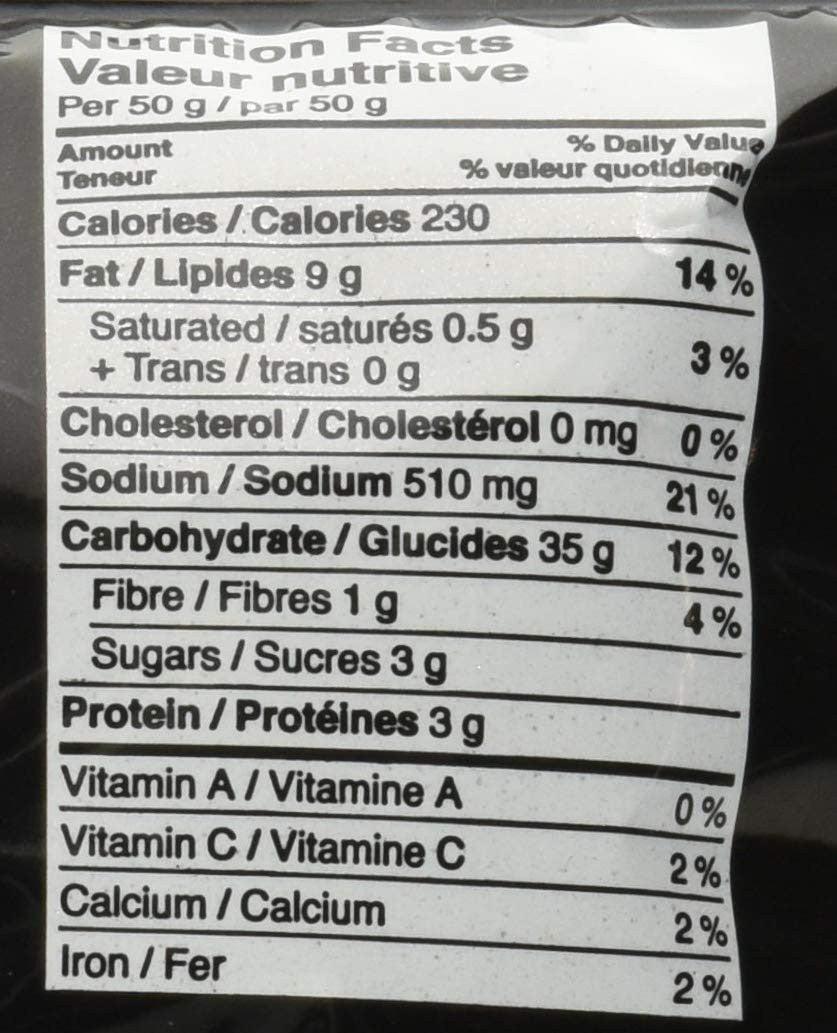 Nutrition Facts
Valeur nutritive
Per 50 g / par 50 g
Amount % Daily Value
Teneur % valeur quotidienne
Calories / Calories 230
Fat / Lipides 9 g 14 %
Saturated / saturés 0.5 g
+ Trans / trans 0 g 3 %
Cholesterol / Cholestérol 0 mg 0 %
Sodium / Sodium 510 mg 21 %
Carbohydrate / Glucides 35 g 12 %
Fibre / Fibres 1 g 4 %
Sugars / Sucres 3 g
Protein / Protéines 3 g
Vitamin A / Vitamine A 0 %
Vitamin C / Vitamine C 2 %
Calcium / Calcium 2 %
Iron / Fer 2 %